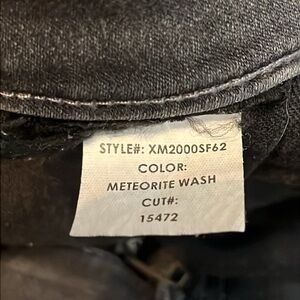 STYLE#: XM2000SF62
COLOR:
METEORITE WASH
CUT#:
15472